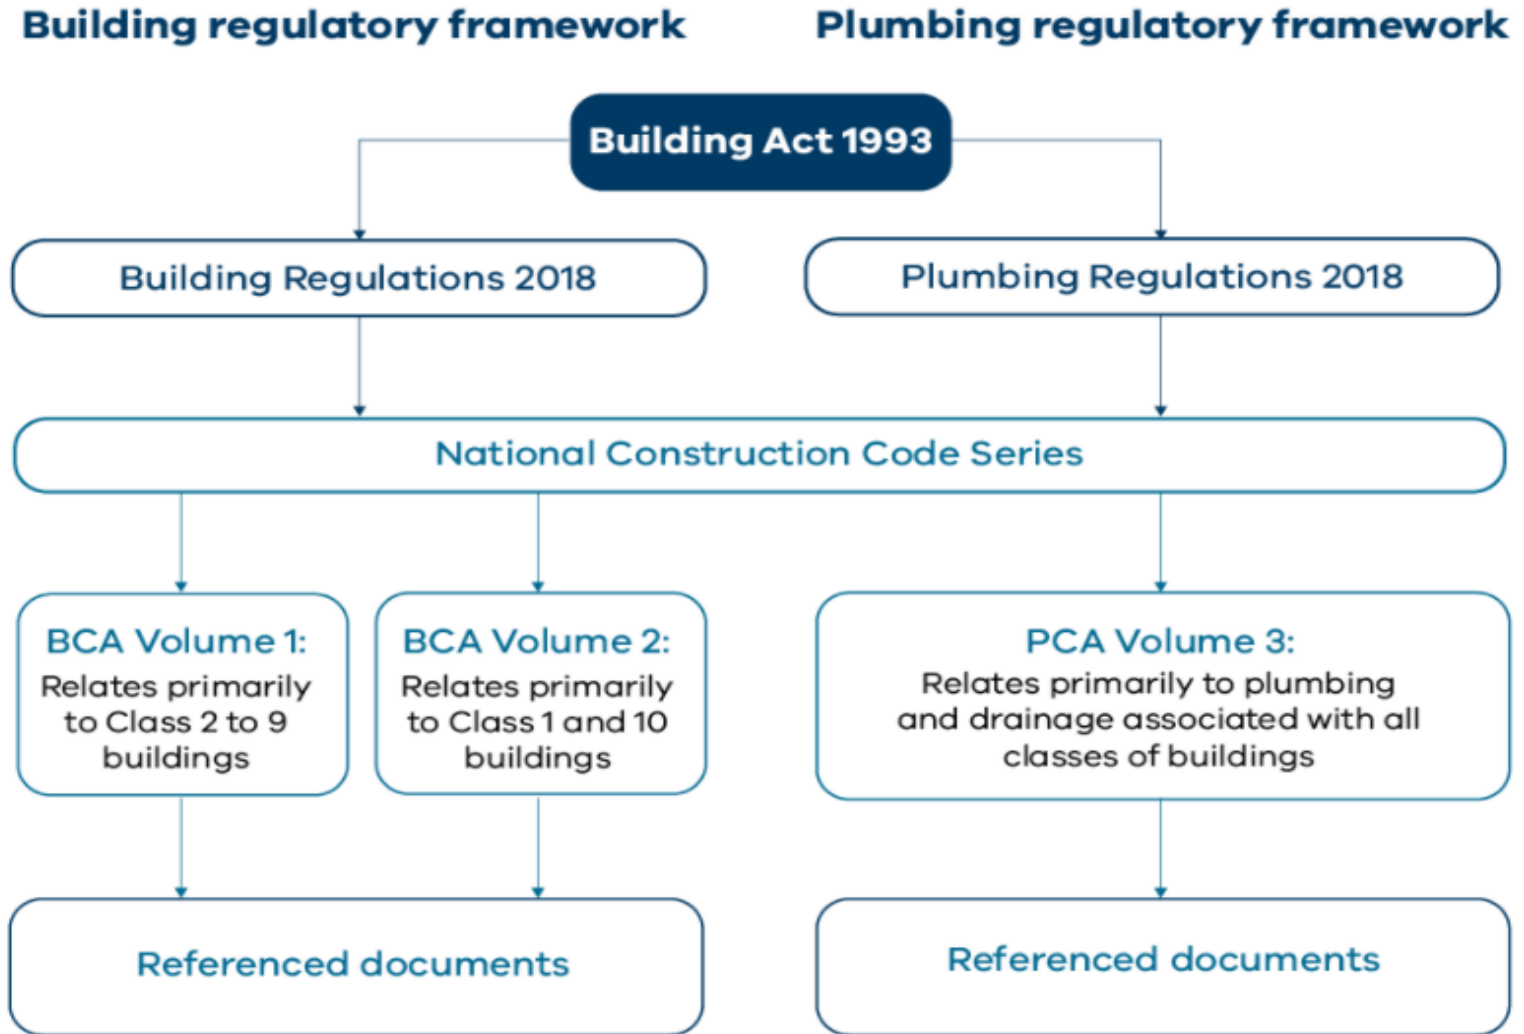 Building regulatory framework
Plumbing regulatory framework
Building Act 1993
Building Regulations 2018
Plumbing Regulations 2018
National Construction Code Series
BCA Volume 1:
Relates primarily
to Class 2 to 9
buildings
BCA Volume 2:
Relates primarily
to Class 1 and 10
buildings
PCA Volume 3:
Relates primarily to plumbing
and drainage associated with all
classes of buildings
Referenced documents
Referenced documents